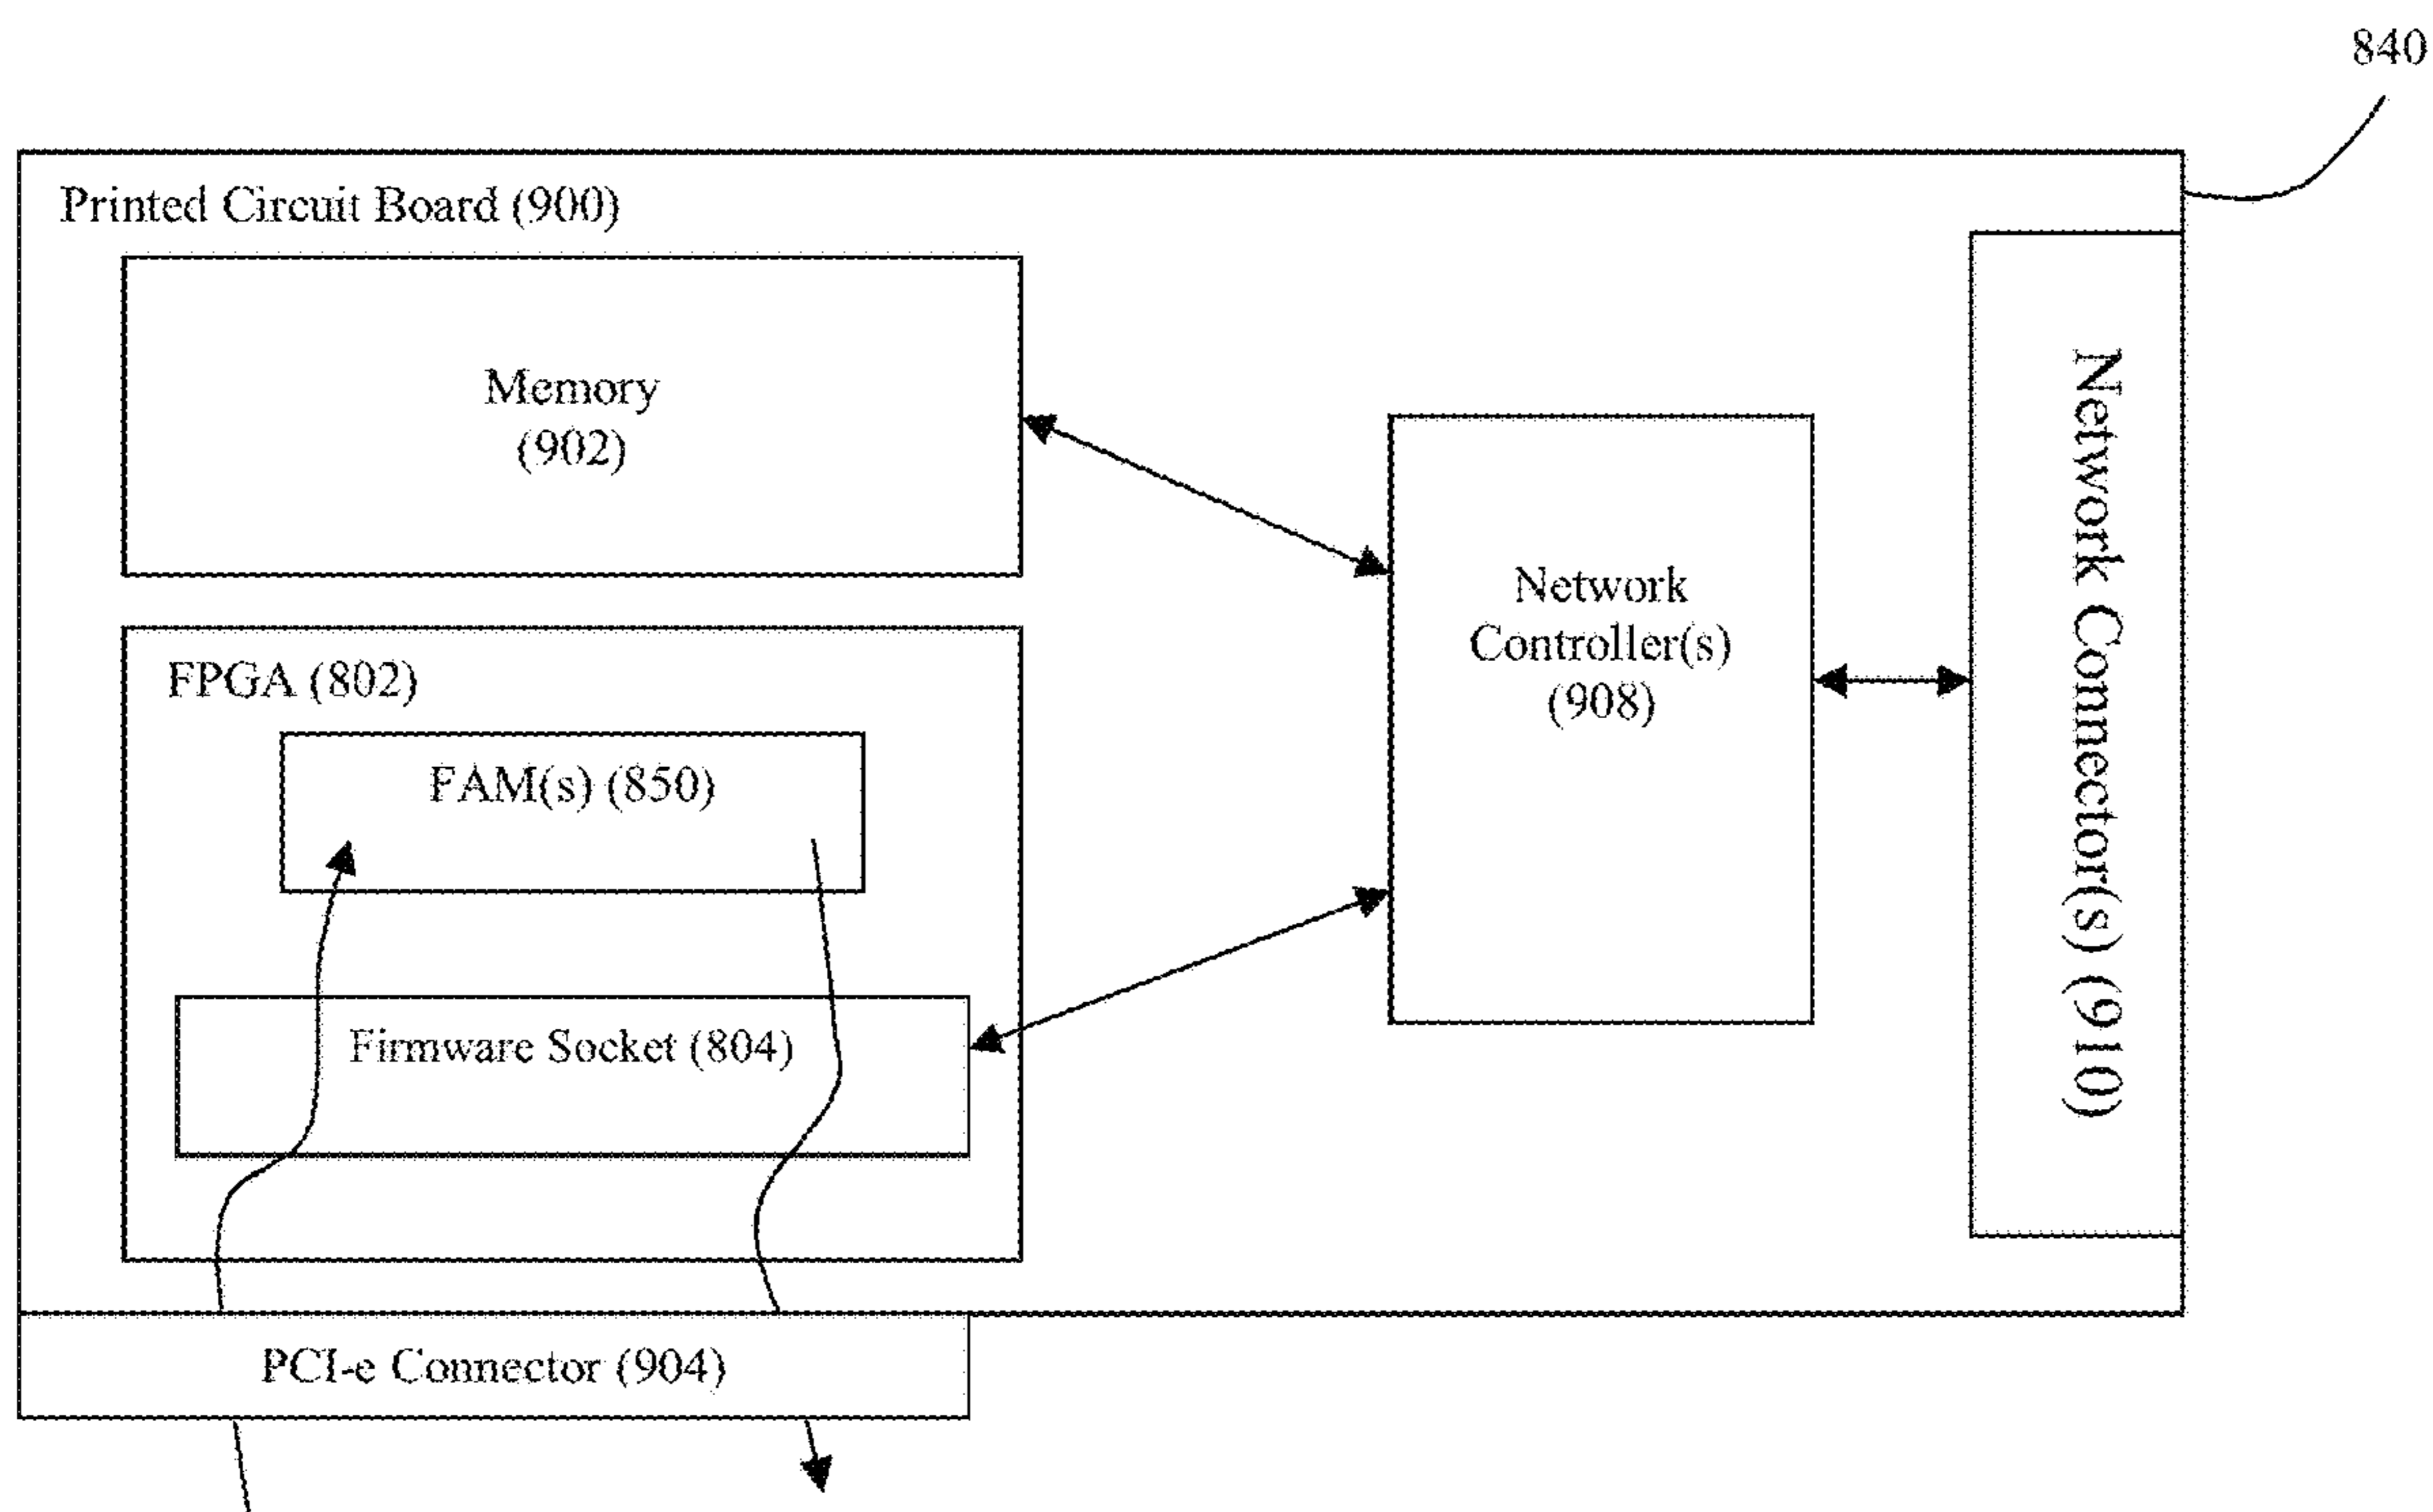 840
Printed Circuit Board (900)
Memory
(902)
FPGA (802)
FAM(s) (850)
Firmware Socket (804)
Network
Controller(s)
(908)
Network Connector(s) (910)
PCI-e Connector (904)